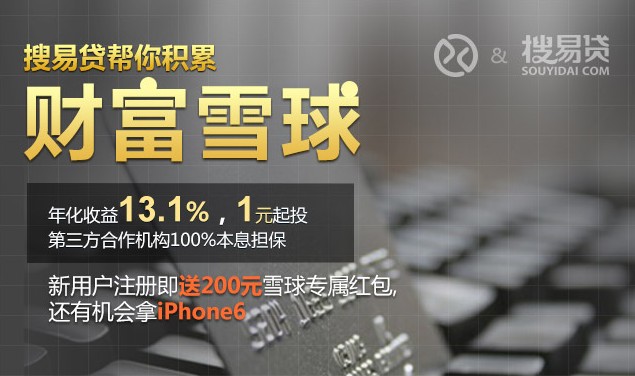 搜易贷帮你积累
财富雪球
& 搜易贷
SOUYIDAI.COM
年化收益13.1%，1元起投
第三方合作机构100%本息担保
新用户注册即送200元雪球专属红包,
还有机会拿iPhone6